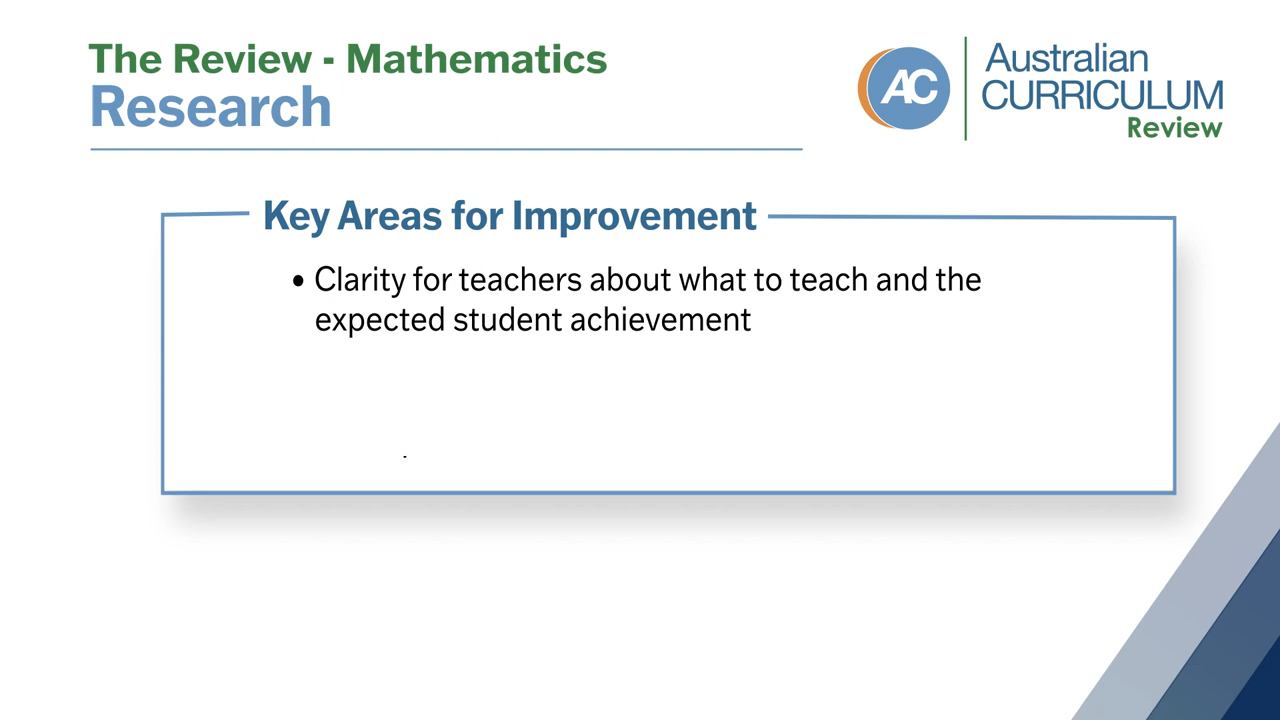 The Review - Mathematics
Research
AC
Australian
CURRICULUM
Review
Key Areas for Improvement
• Clarity for teachers about what to teach and the
expected student achievement